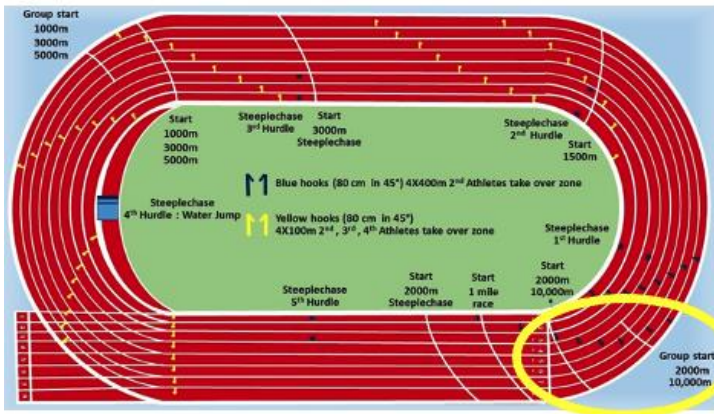 Group start
1000m
3000m
5000m
Start
1000m
3000m
5000m
Steeplechase
3rd Hurdle
Start
3000m
Steeplechase
Steeplechase
2nd Hurdle
Start
1500m
Blue hooks (80 cm in 45°) 4X400m 2nd Athletes take over zone
Steeplechase
4th Hurdle : Water Jump
Yellow hooks (80 cm in 45°)
4X100m 2nd , 3rd , 4th Athletes take over zone
Steeplechase
1st Hurdle
Steeplechase
5th Hurdle
Start
2000m
Steeplechase
Start
1 mile
race
Start
2000m
10,000m
Group start
2000m
10,000m